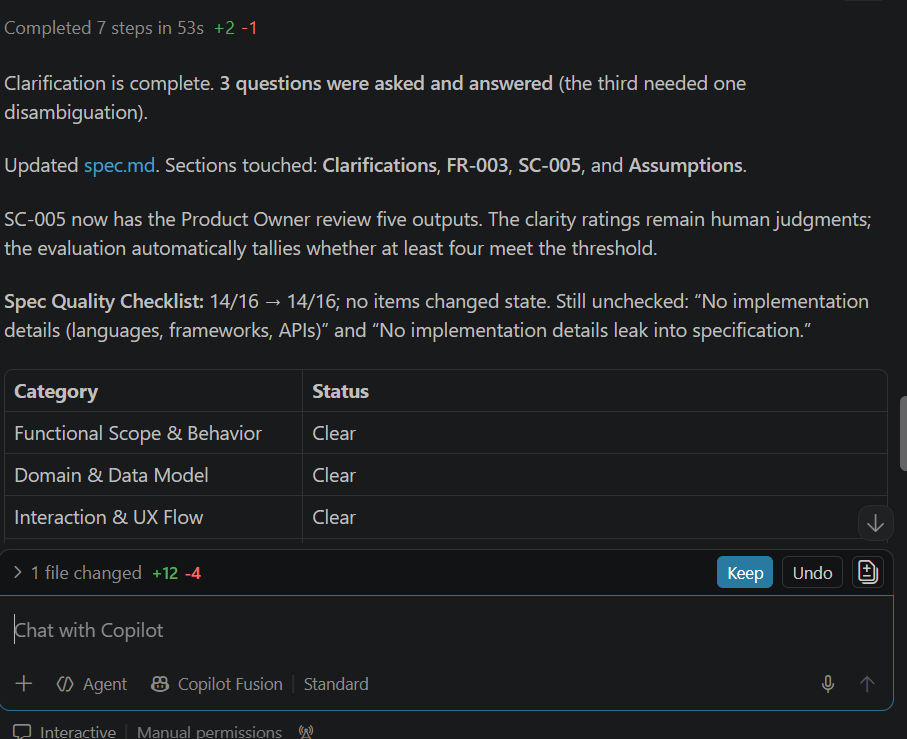 Completed 7 steps in 53s +2 -1
Clarification is complete. 3 questions were asked and answered (the third needed one
disambiguation).
Updated spec.md. Sections touched: Clarifications, FR-003, SC-005, and Assumptions.
SC-005 now has the Product Owner review five outputs. The clarity ratings remain human judgments;
the evaluation automatically tallies whether at least four meet the threshold.
Spec Quality Checklist: 14/16 → 14/16; no items changed state. Still unchecked: “No implementation
details (languages, frameworks, APIs)” and “No implementation details leak into specification.”
Category Status
Functional Scope & Behavior Clear
Domain & Data Model Clear
Interaction & UX Flow Clear
1 file changed +12 -4 Keep Undo
Chat with Copilot
Agent Copilot Fusion Standard
Interactive Manual permissions